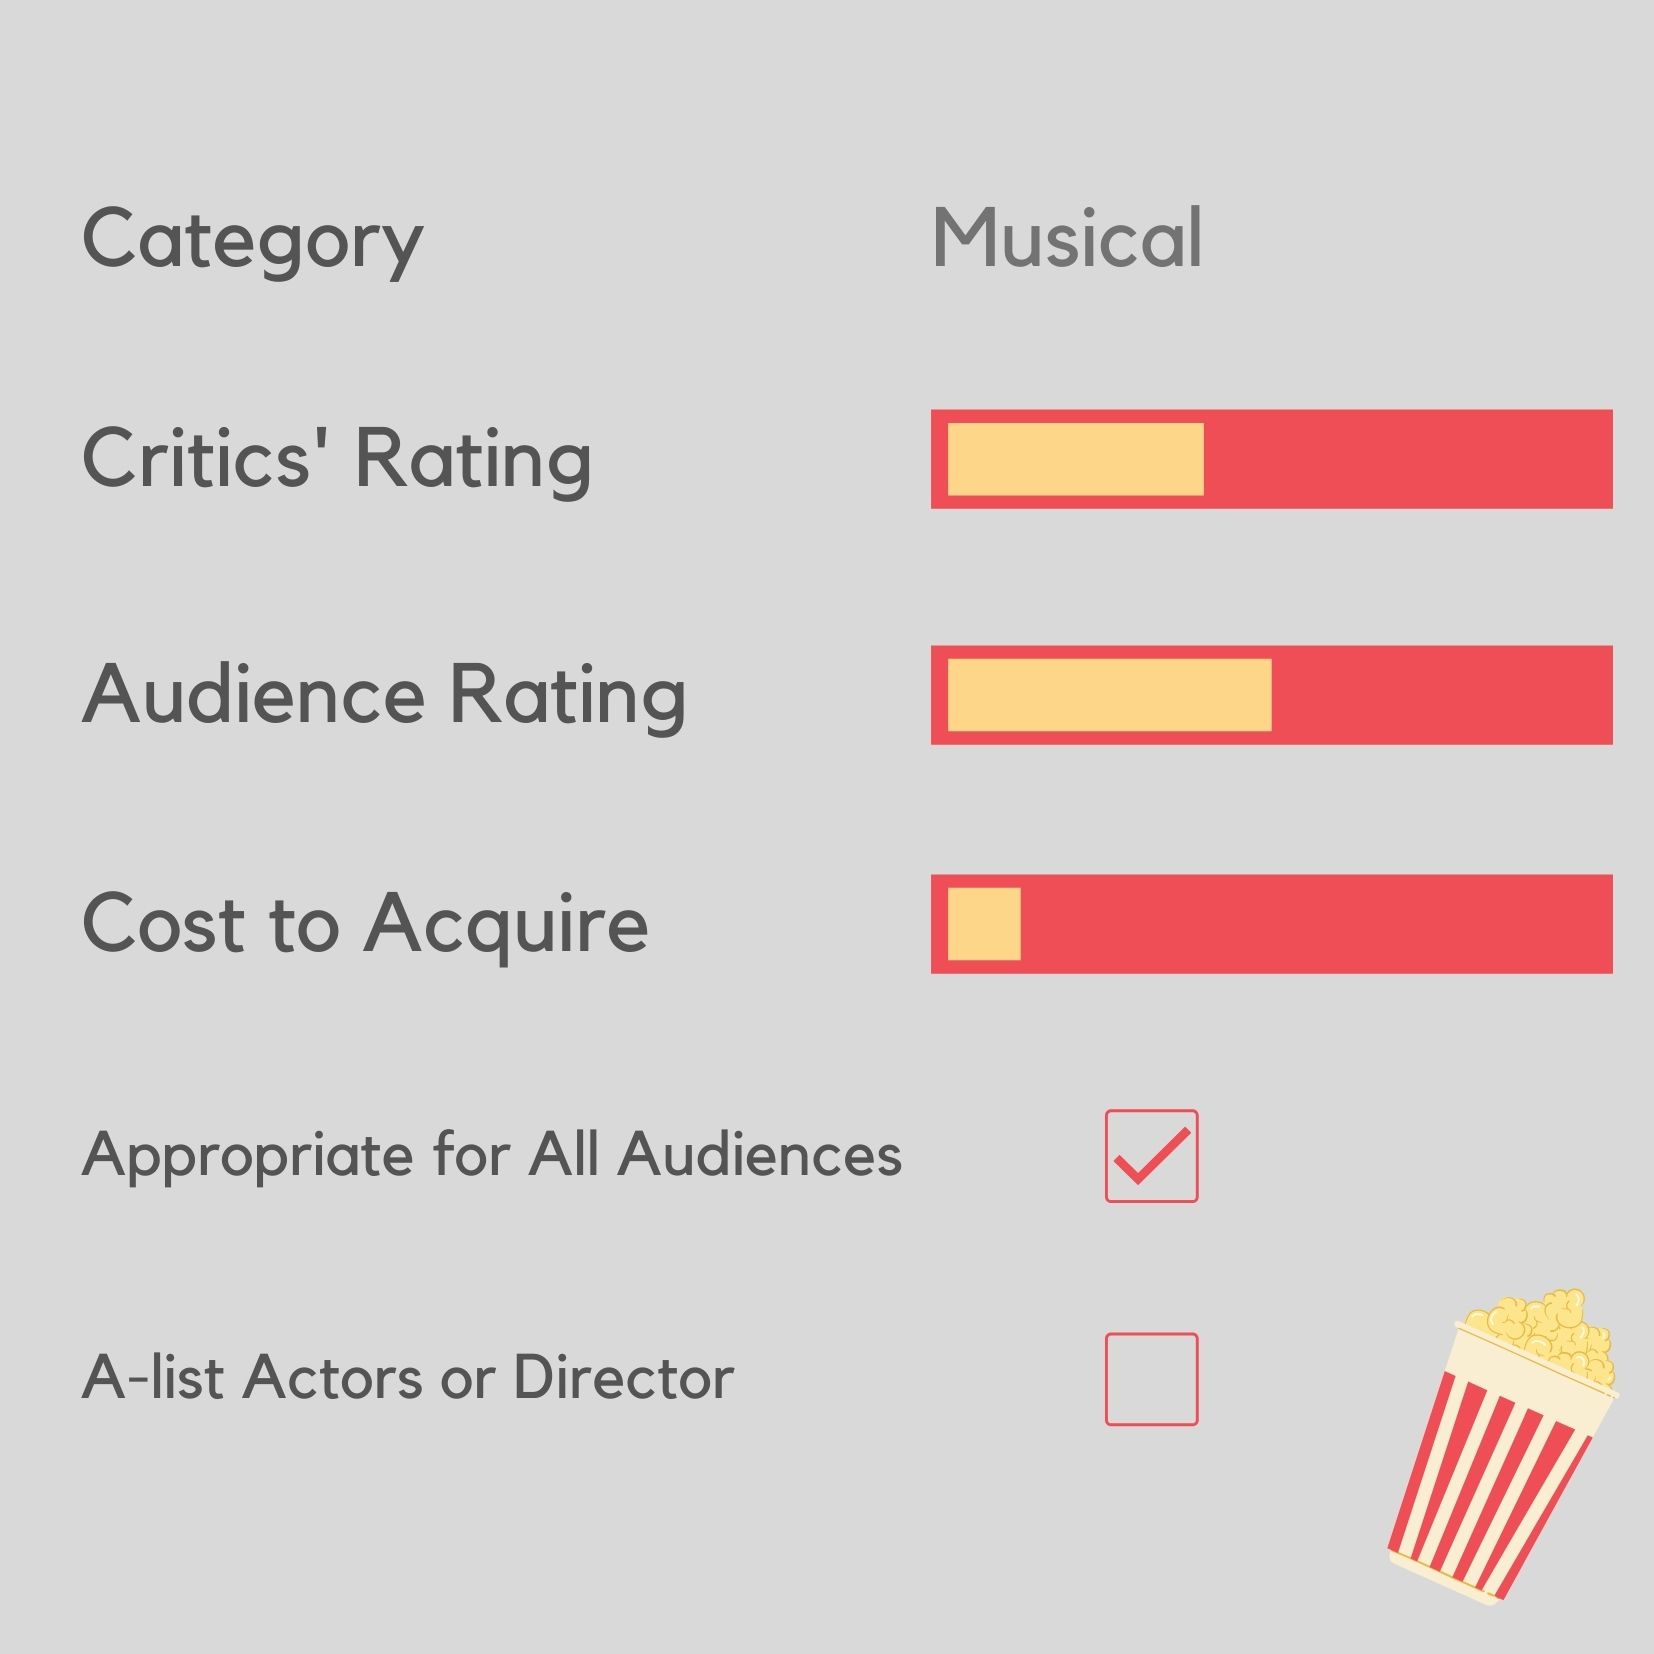 Category Musical
Critics' Rating
Audience Rating
Cost to Acquire
Appropriate for All Audiences
A-list Actors or Director